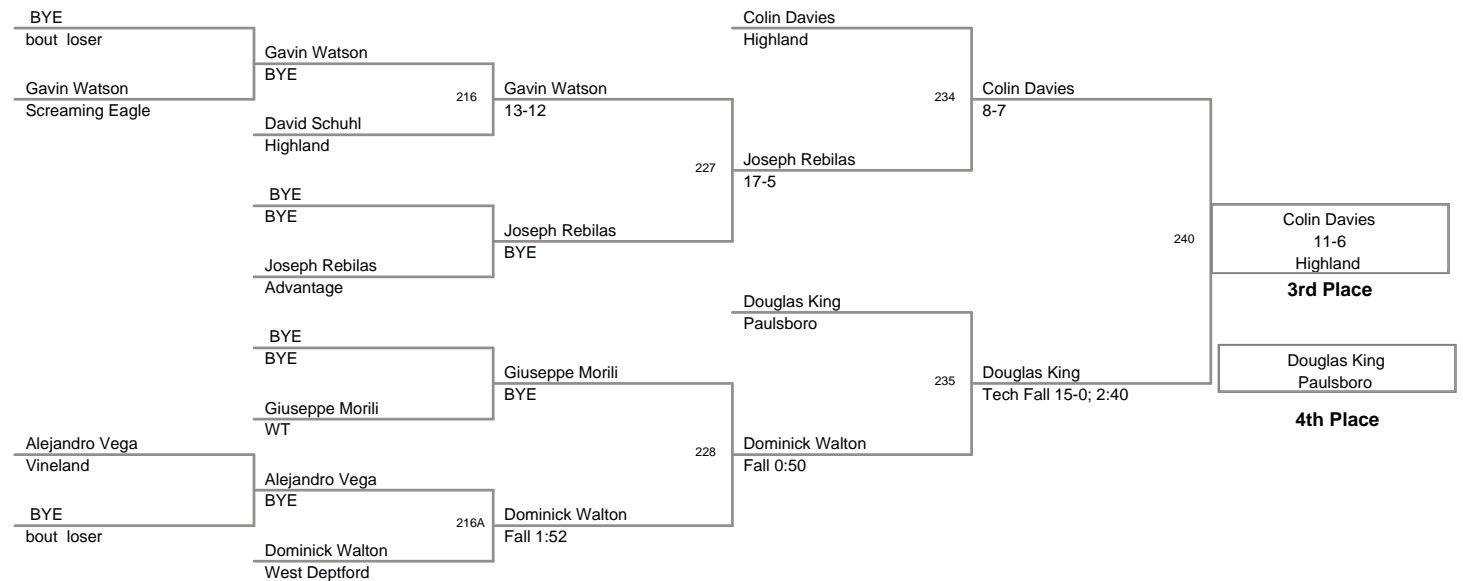 BYE
bout loser
Gavin Watson
Screaming Eagle
Gavin Watson
BYE
216
David Schuhl
Highland
Gavin Watson
13-12
BYE
BYE
Joseph Rebilas
Advantage
Joseph Rebilas
BYE
227
Colin Davies
Highland
Joseph Rebilas
17-5
234
Colin Davies
8-7
BYE
BYE
Giuseppe Morili
WT
Giuseppe Morili
BYE
Alejandro Vega
Vineland
BYE
bout loser
Alejandro Vega
BYE
216A
Dominick Walton
West Deptford
Dominick Walton
Fall 1:52
228
Douglas King
Paulsboro
Dominick Walton
Fall 0:50
235
Douglas King
Tech Fall 15-0; 2:40
240
Colin Davies
11-6
Highland
3rd Place
Douglas King
Paulsboro
4th Place